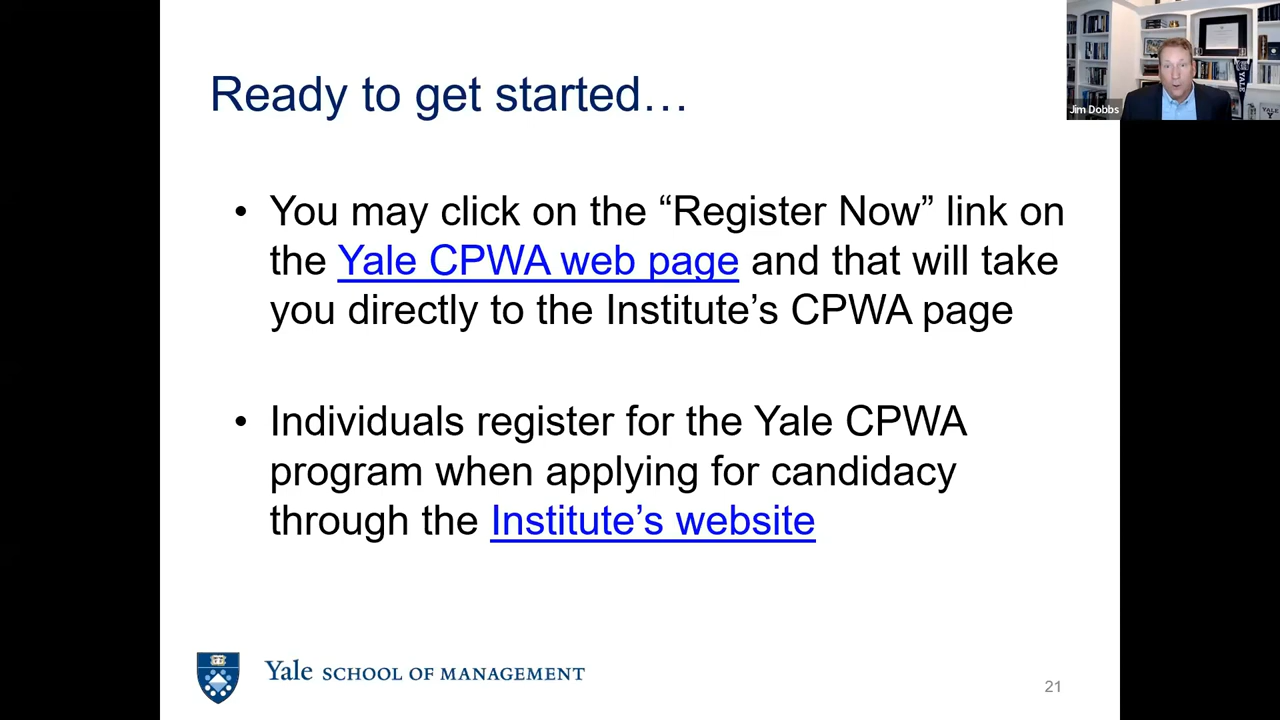 Ready to get started…
Jim Dobbs
YALE
YALE
• You may click on the “Register Now” link on
the Yale CPWA web page and that will take
you directly to the Institute’s CPWA page
• Individuals register for the Yale CPWA
program when applying for candidacy
through the Institute’s website
Yale SCHOOL OF MANAGEMENT
21